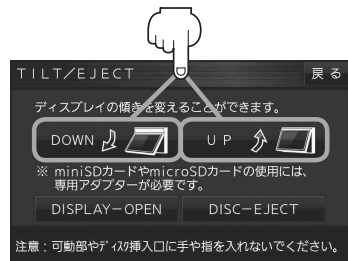 TILT/EJECT
戻る
ディスプレイの傾きを変えることができます。
DOWN
UP
※ miniSDカードやmicroSDカードの使用には、
専用アダプターが必要です。
DISPLAY-OPEN
DISC-EJECT
注意：可動部やディスク挿入口に手や指を入れないでください。